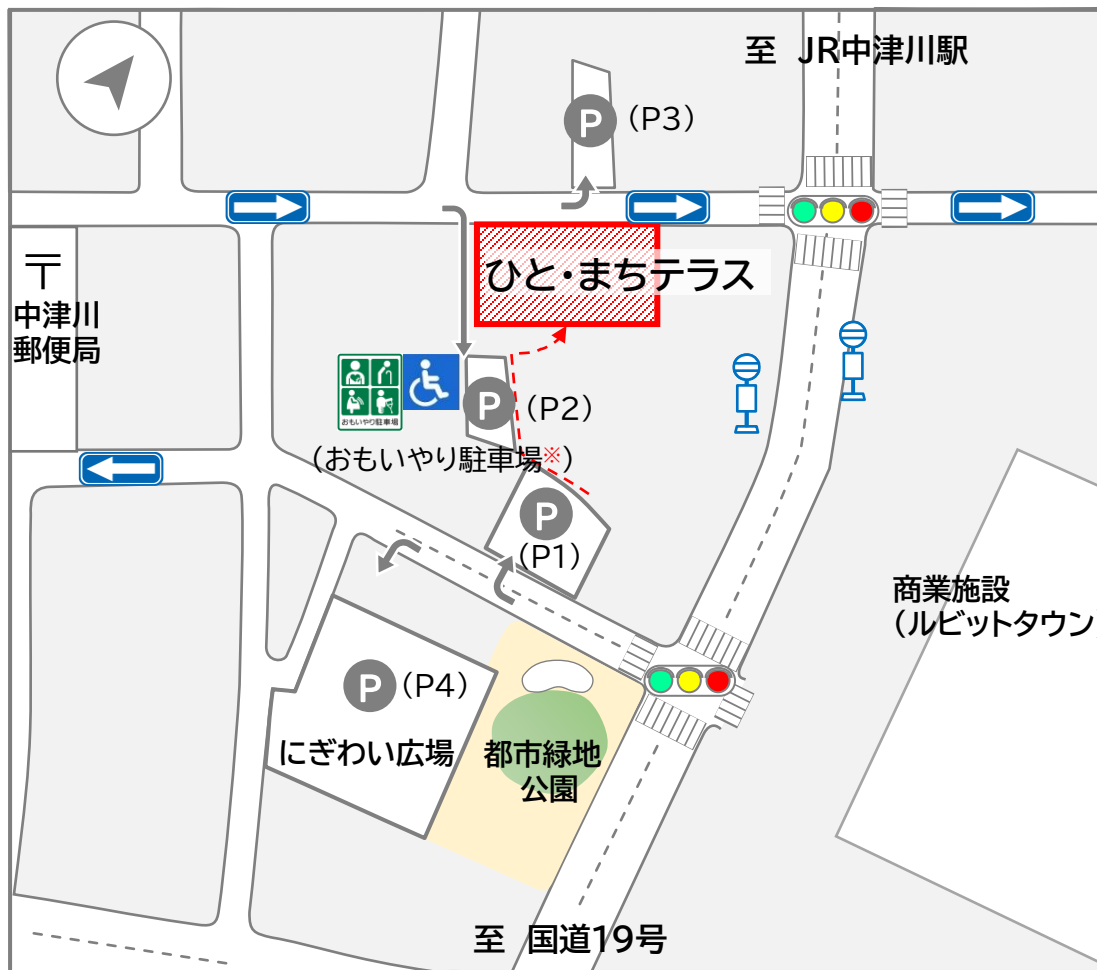 至 JR中津川駅
P
(P3)
ひと・まちテラス
〒
中津川
郵便局
おもいやり駐車場
P
(P2)
(おもいやり駐車場※)
P
(P1)
商業施設
(ルビットタウン)
P
(P4)
にぎわい広場
都市緑地
公園
至 国道19号